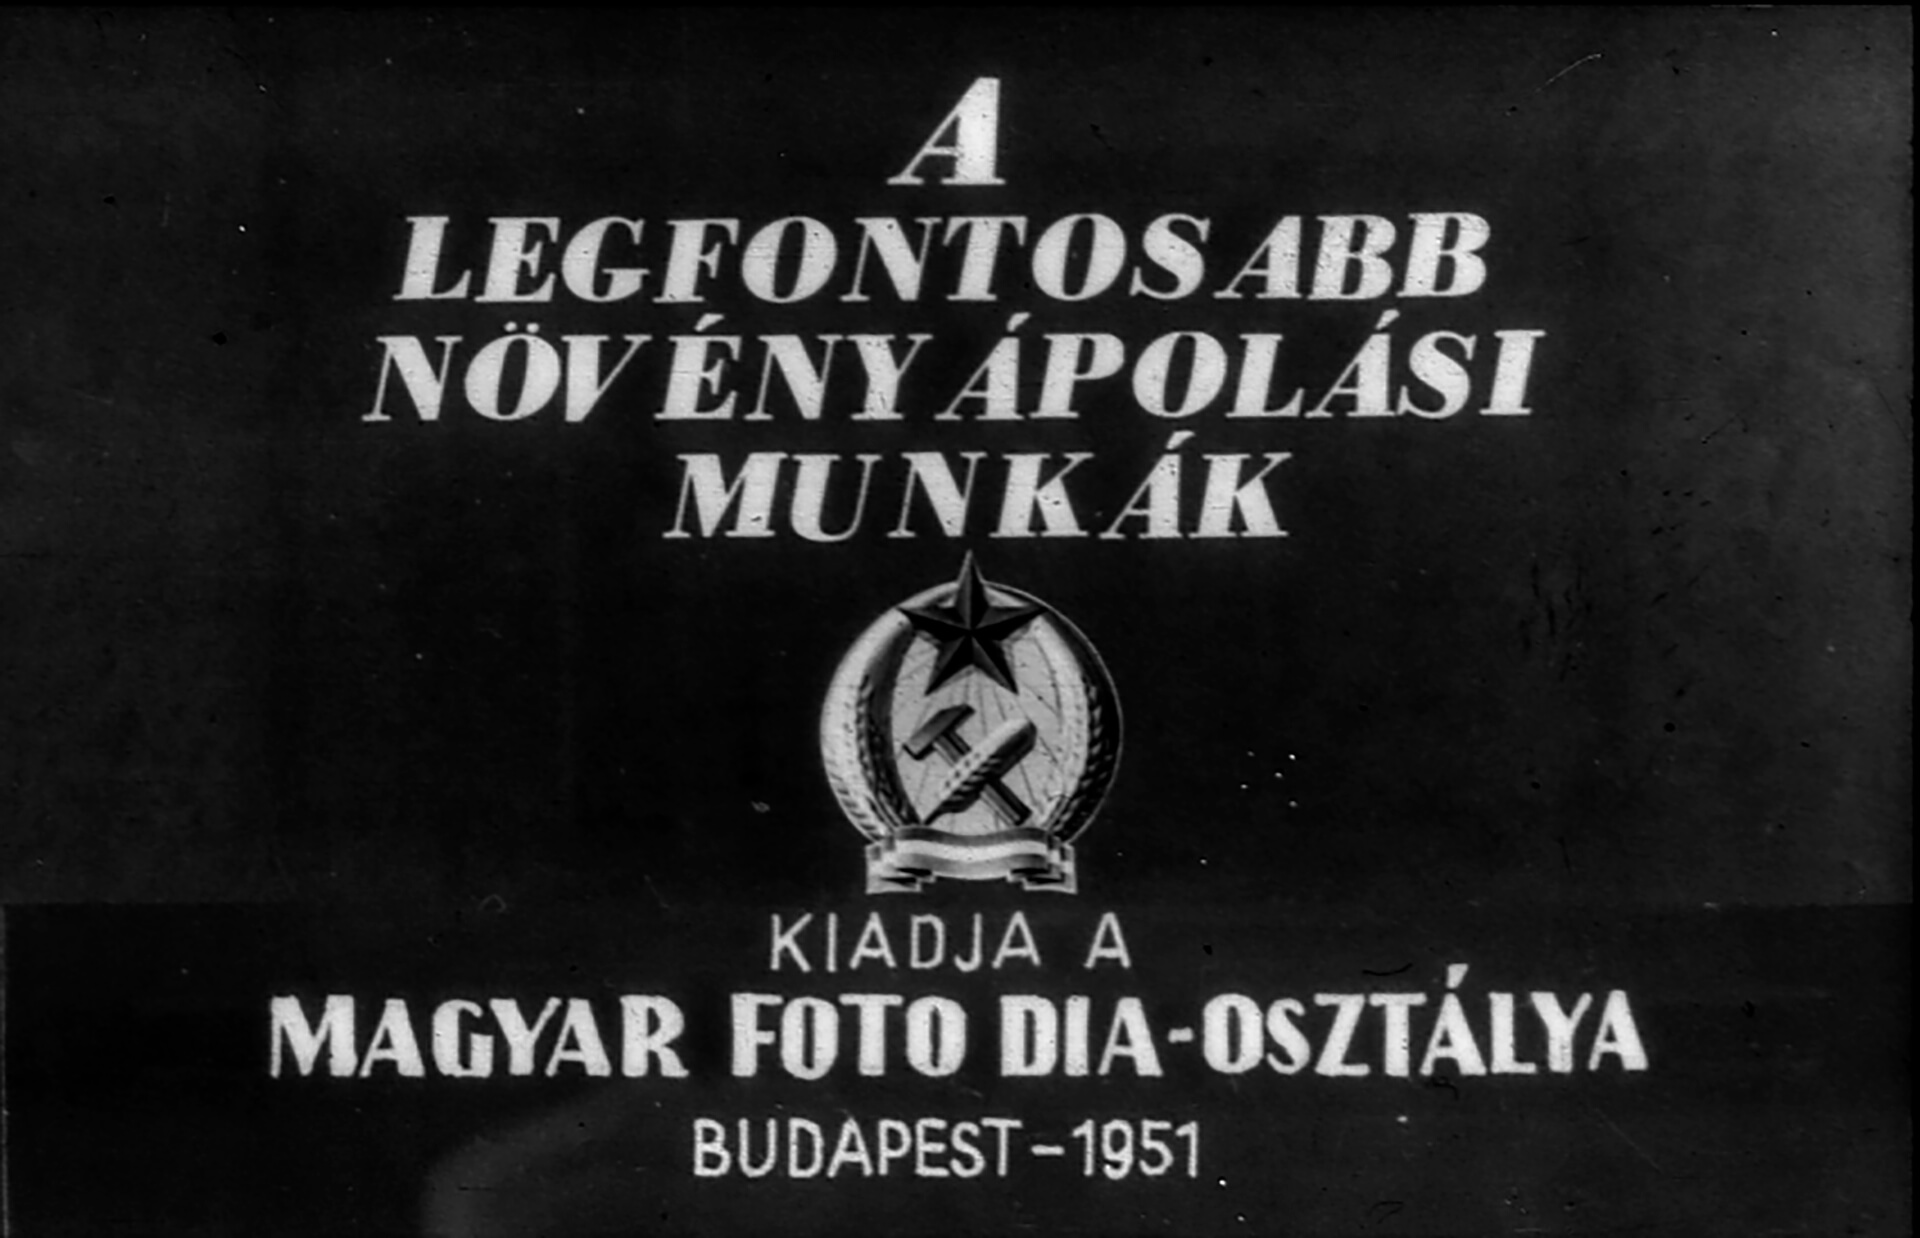 A
LEGFONTOSABB
NÖVÉNYÁPOLÁSI
MUNKÁK
KIADJA A
MAGYAR FOTO DIA-OSZTÁLYA
BUDAPEST-1951